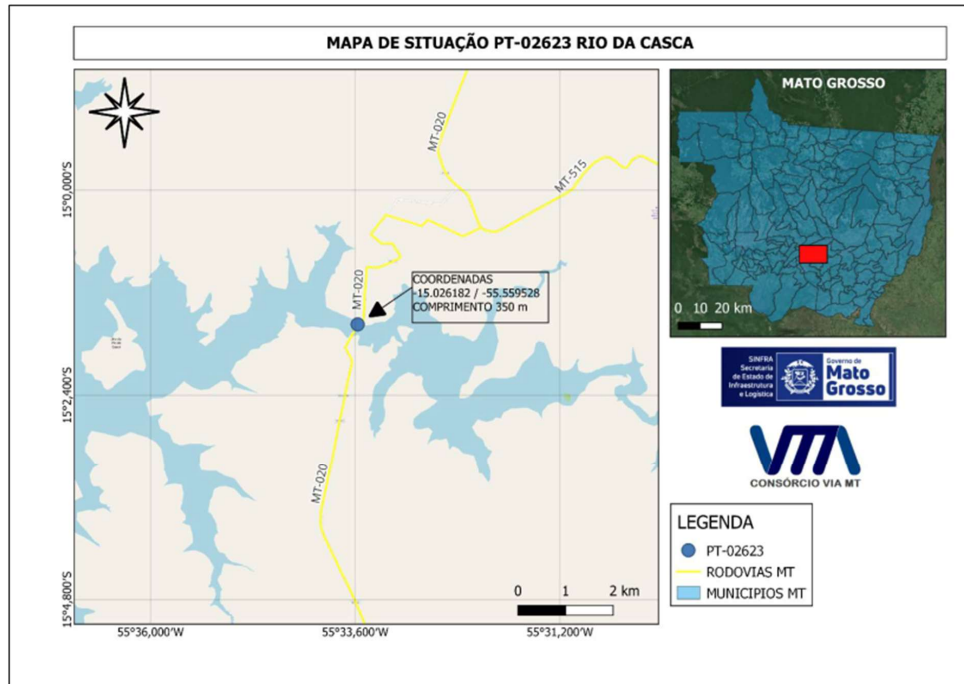 MAPA DE SITUAÇÃO PT-02623 RIO DA CASCA
MATO GROSSO
MT-020
MT-515
15°0,000'S
MT-020
COORDENADAS
-15.026182 / -55.559528
COMPRIMENTO 350 m
0 10 20 km
SINFRA
Secretaria
de Estado de
Infraestrutura
e Logística
Governo de
Mato
Grosso
15°2,400'S
VMA
CONSÓRCIO VIA MT
MT-020
LEGENDA
PT-02623
RODOVIAS MT
MUNICIPIOS MT
0 1 2 km
15°4,800'S
55°36,000'W
55°33,600'W
55°31,200'W